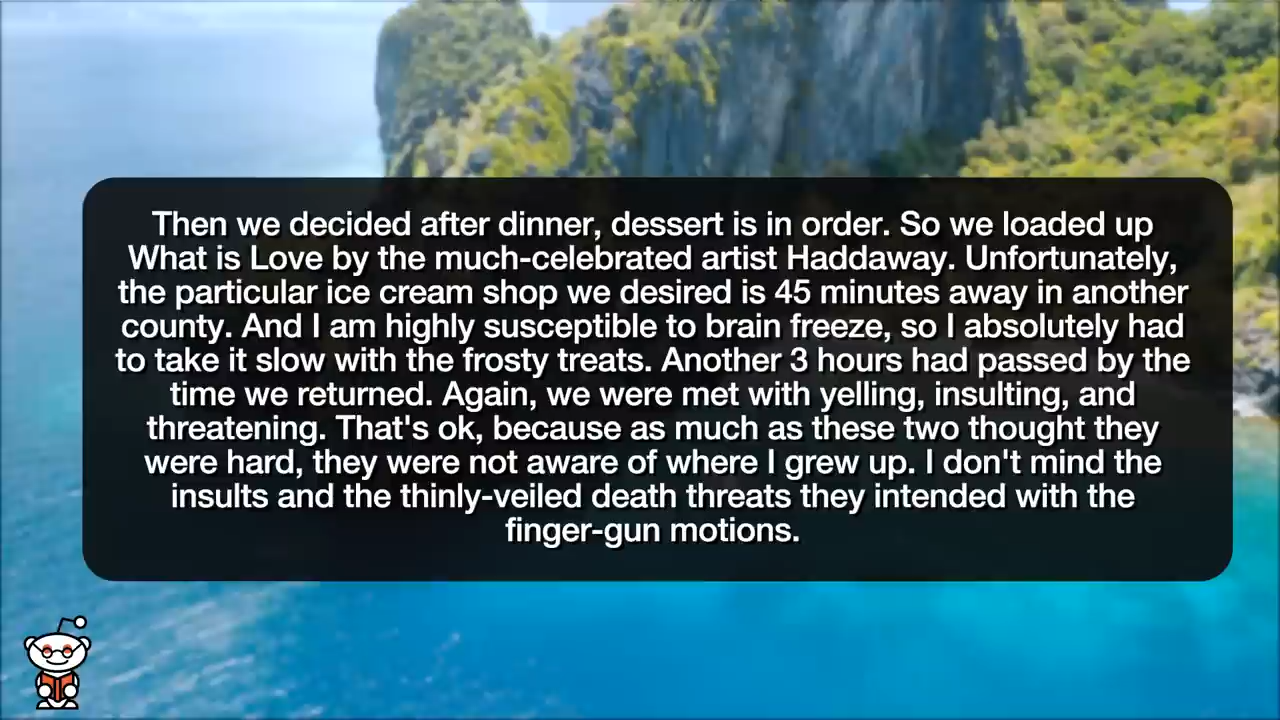 Then we decided after dinner, dessert is in order. So we loaded up
What is Love by the much-celebrated artist Haddaway. Unfortunately,
the particular ice cream shop we desired is 45 minutes away in another
county. And I am highly susceptible to brain freeze, so I absolutely had
to take it slow with the frosty treats. Another 3 hours had passed by the
time we returned. Again, we were met with yelling, insulting, and
threatening. That's ok, because as much as these two thought they
were hard, they were not aware of where I grew up. I don't mind the
insults and the thinly-veiled death threats they intended with the
finger-gun motions.